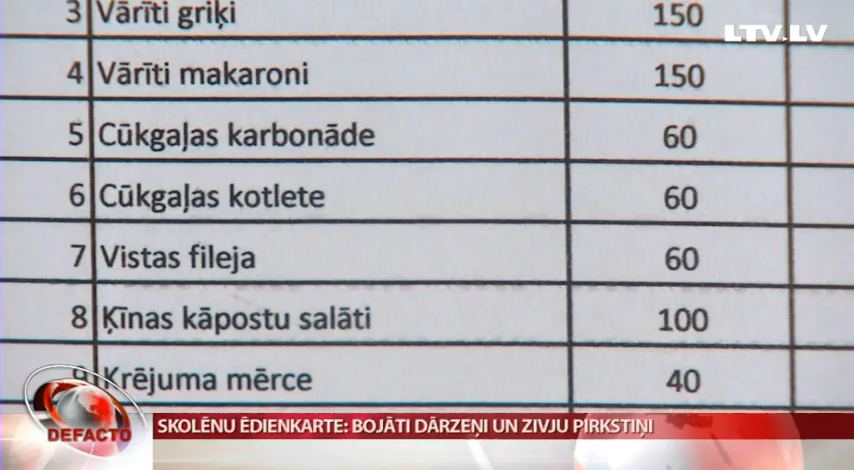 3 Vārīti griķi 150
LTV.LV
4 Vārīti makaroni 150
5 Cūkgaļas karbonāde 60
6 Cūkgaļas kotlete 60
7 Vistas fileja 60
8 Ķīnas kāpostu salāti 100
9 Krējuma mērce 40
DEFACTO
SKOLĒNU ĒDIENKARTE: BOJĀTI DĀRZEŅI UN ZIVJU PIRKSTIŅI